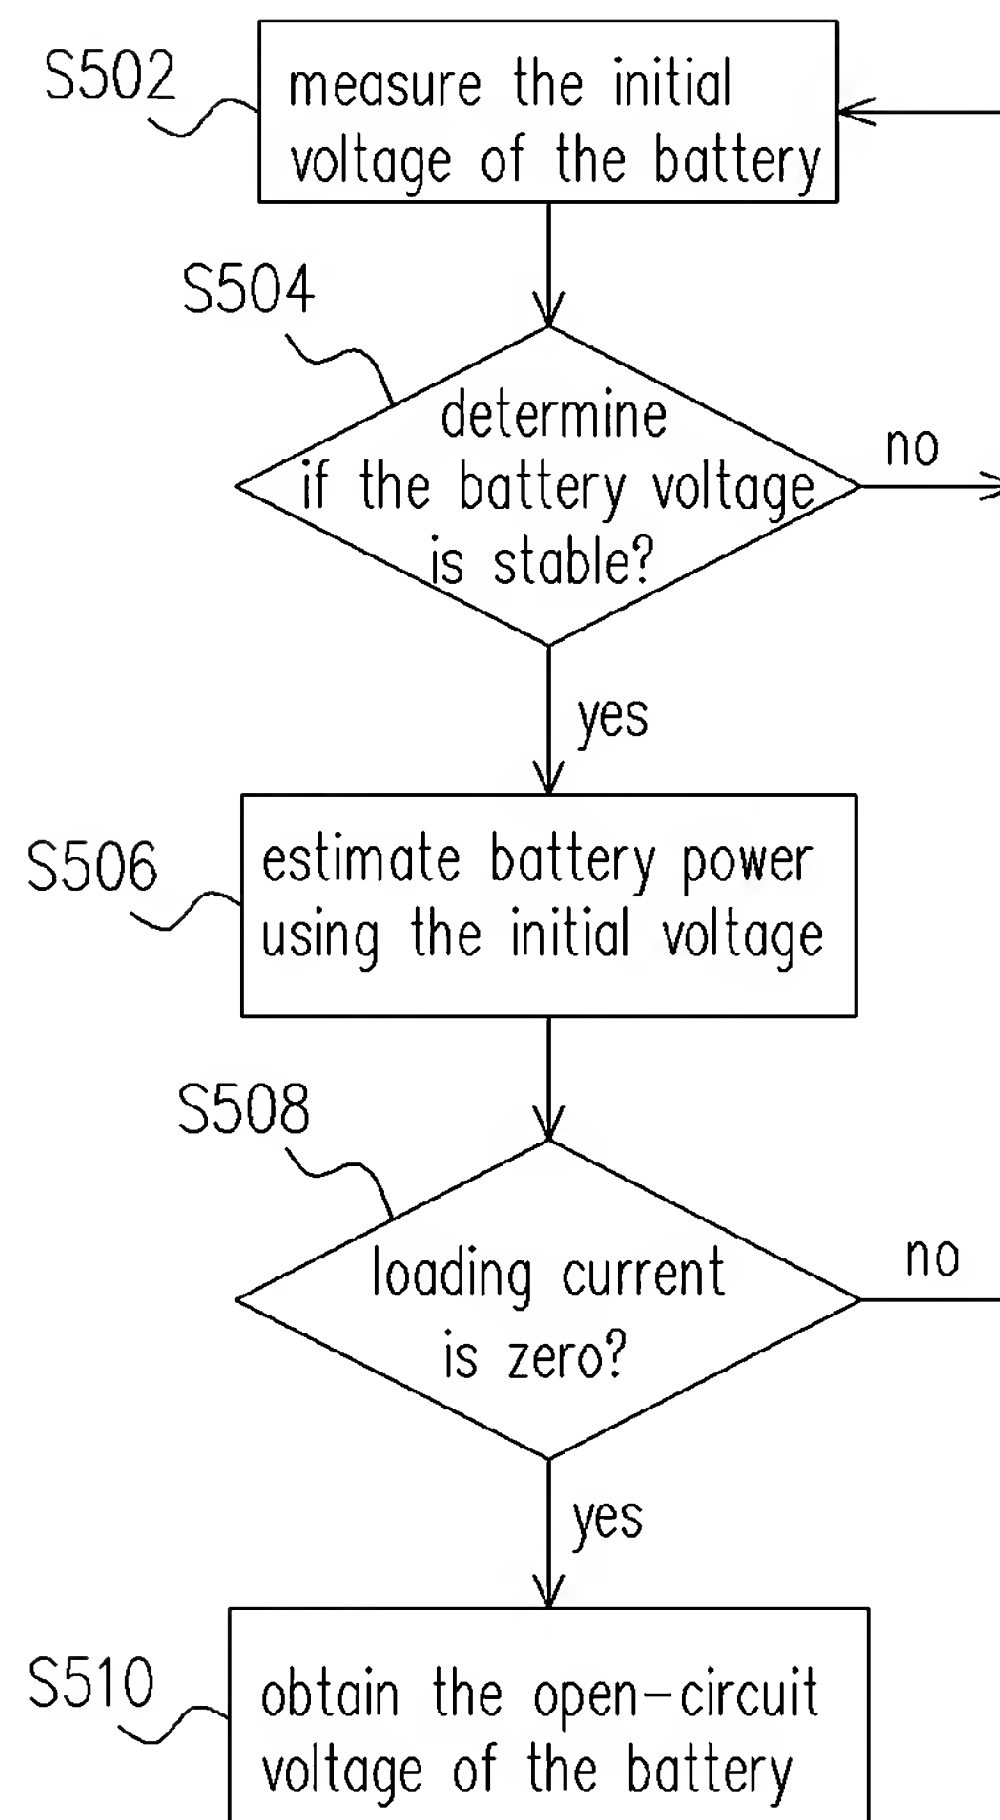 S502
measure the initial
voltage of the battery
S504
determine
if the battery voltage
is stable?
no
yes
S506
estimate battery power
using the initial voltage
S508
loading current
is zero?
no
yes
S510
obtain the open-circuit
voltage of the battery